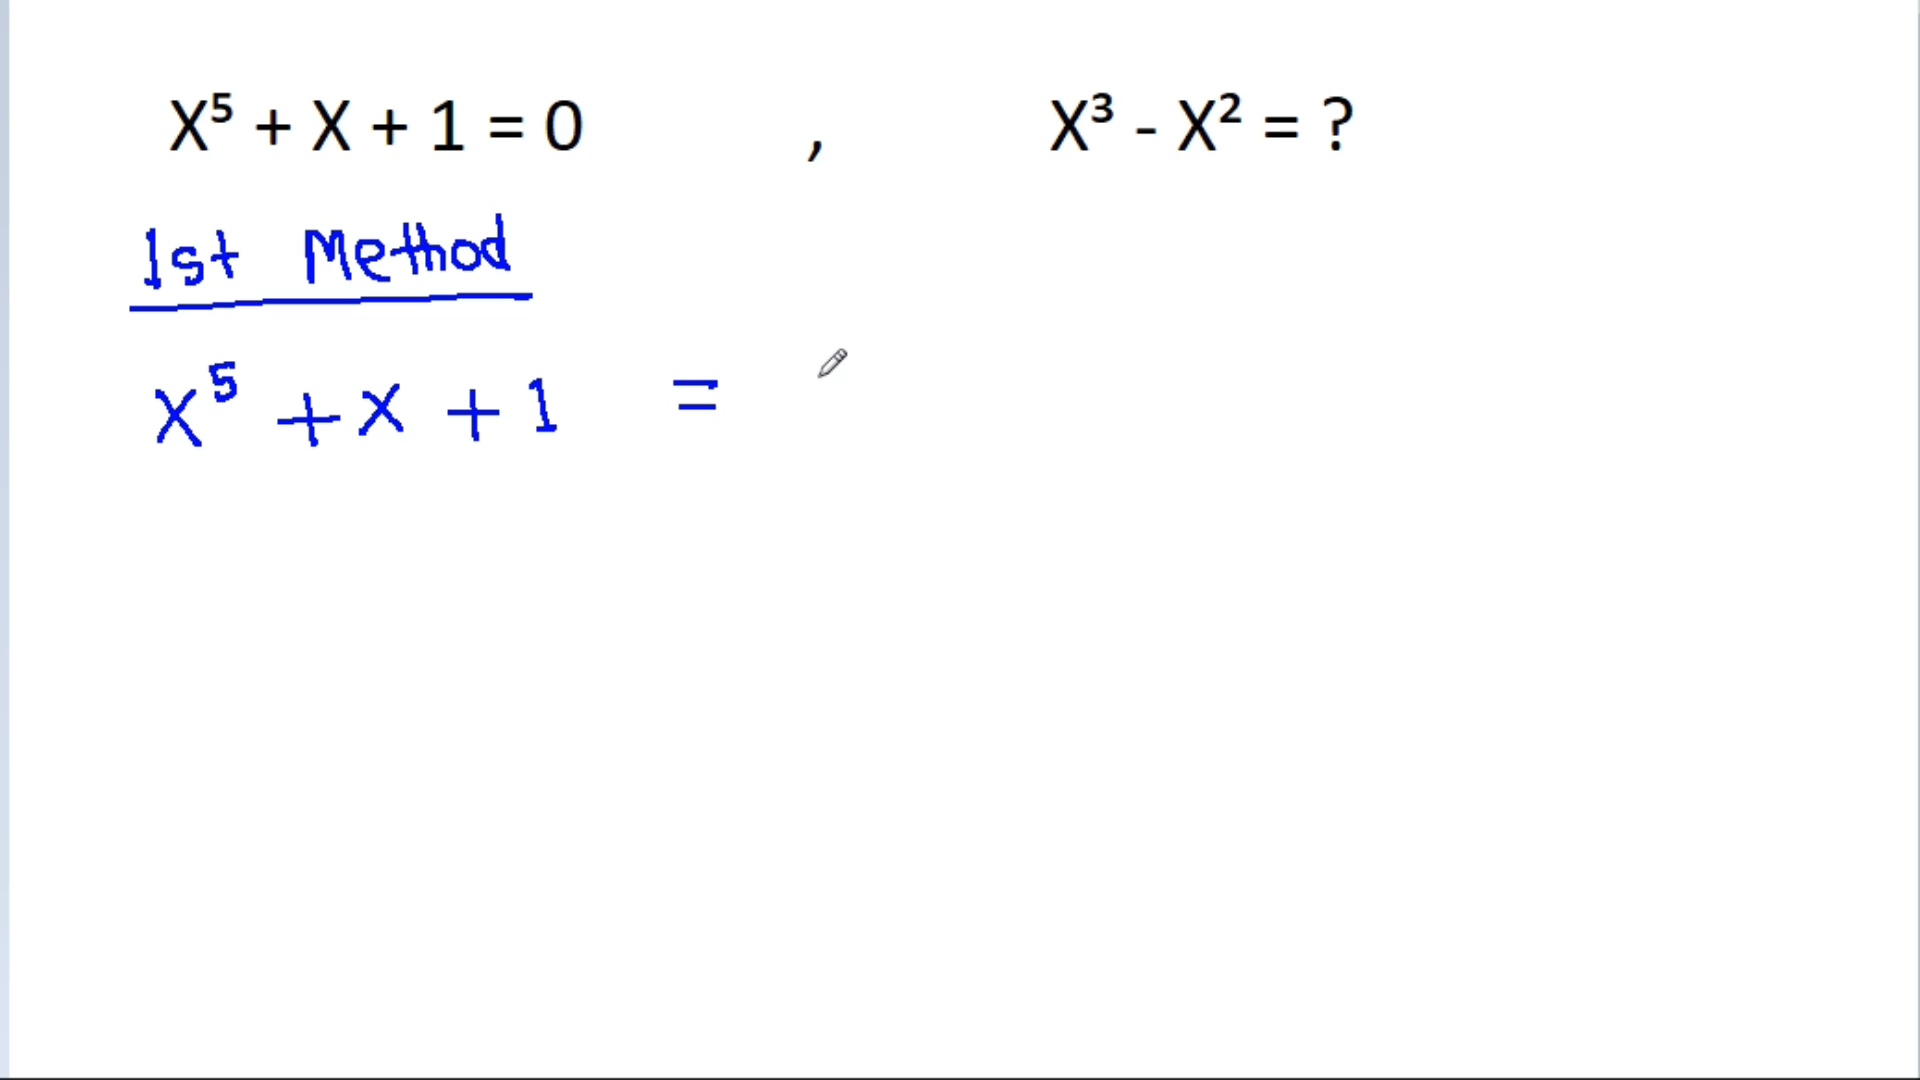 X⁵ + X + 1 = 0 , X³ - X² = ?
1st Method
x⁵ + x + 1 =